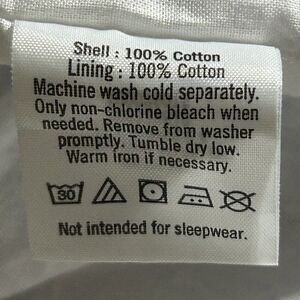 Shell : 100% Cotton
Lining : 100% Cotton
Machine wash cold separately.
Only non-chlorine bleach when
needed. Remove from washer
promptly. Tumble dry low.
Warm iron if necessary.
30
Not intended for sleepwear.